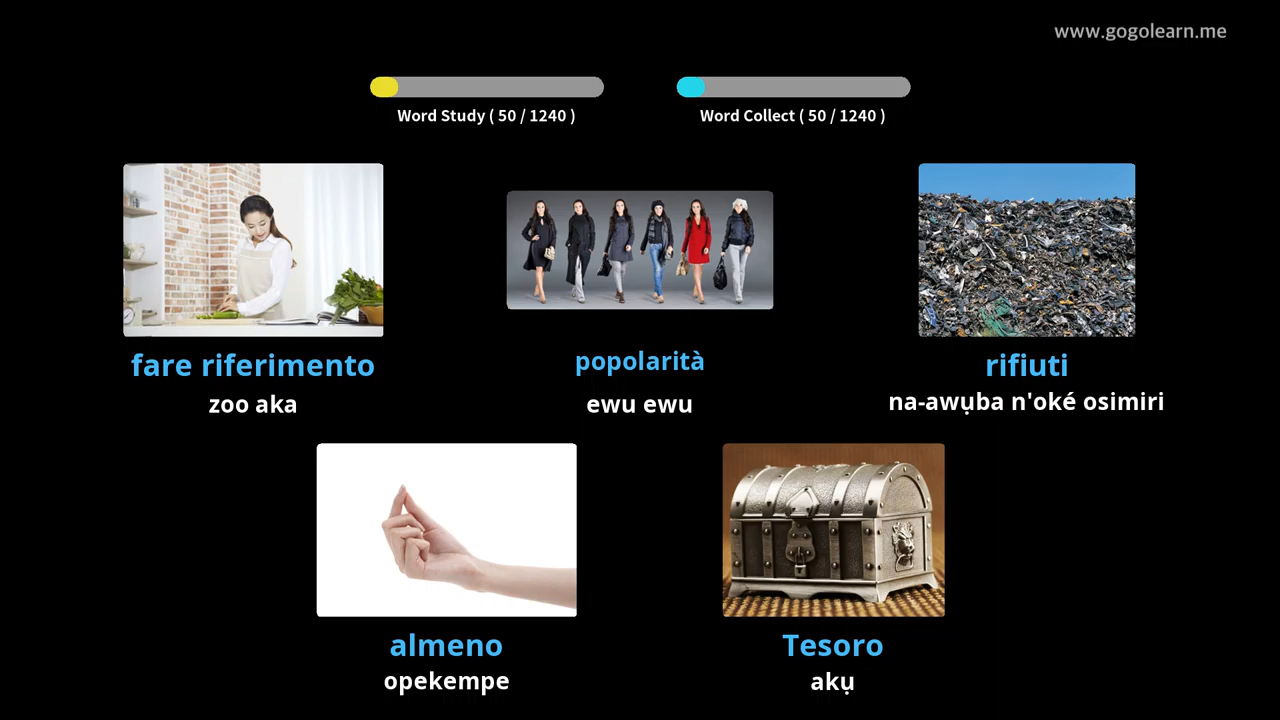 www.gogolearn.me
Word Study ( 50 / 1240 )
Word Collect ( 50 / 1240 )
fare riferimento
zoo aka
popolarità
ewu ewu
rifiuti
na-awụba n'oké osimiri
almeno
opekempe
Tesoro
akụ